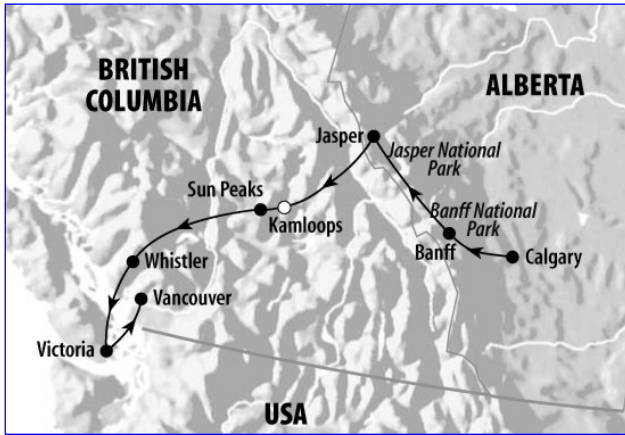 BRITISH
COLUMBIA
ALBERTA
Jasper
Jasper National
Park
Sun Peaks
Kamloops
Banff National
Park
Banff
Calgary
Whistler
Vancouver
Victoria
USA